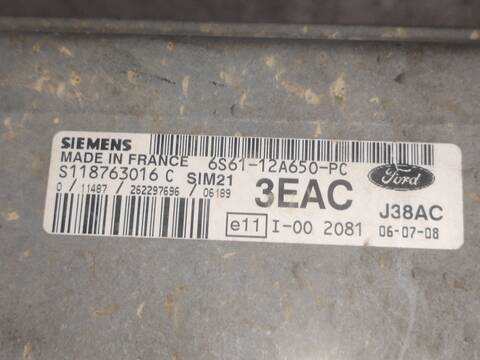 SIEMENS
MADE IN FRANCE 6S61-12A650-PC
S118763016 C SIM21
0 / 11487 / 262297696 / 06189
3EAC
Ford
J38AC
e11 I-00 2081 06-07-08